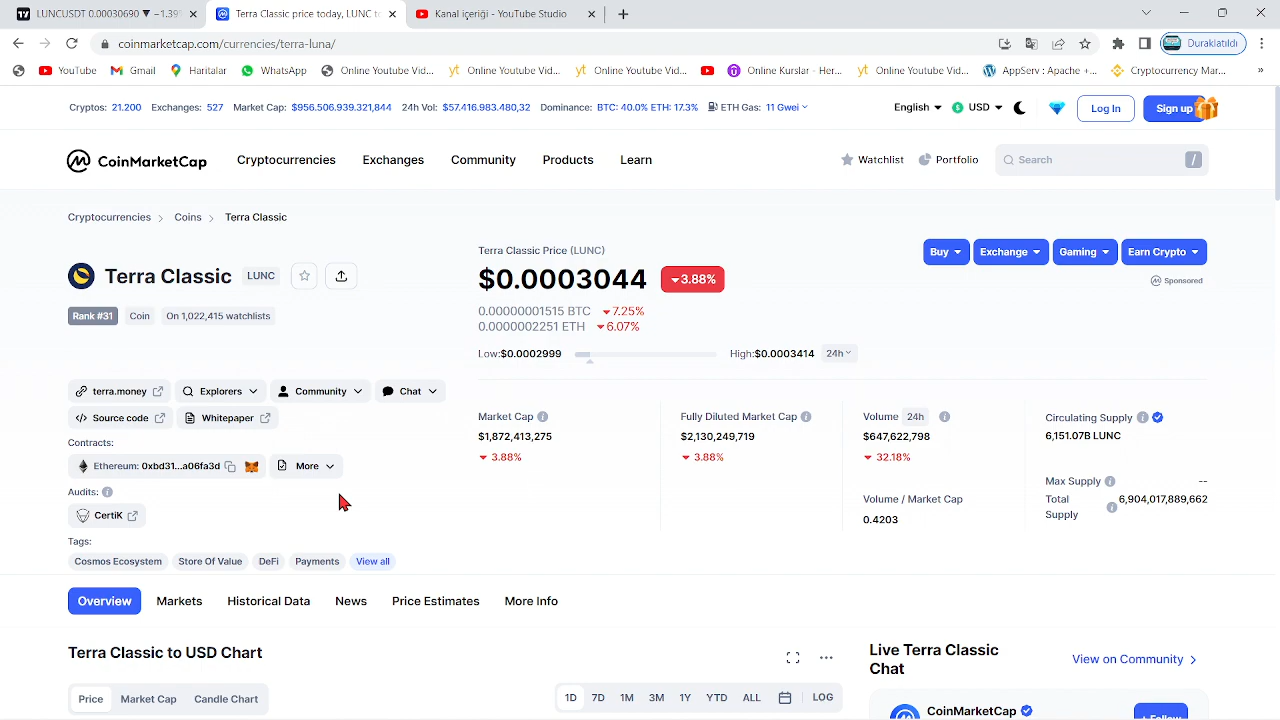 LUNCUSDT 0.00030690 ▼ −1.39%
Terra Classic price today, LUNC to
Kanal içeriği - YouTube Studio
coinmarketcap.com/currencies/terra-luna/
Duraklatıldı
YouTube
Gmail
Haritalar
WhatsApp
Online Youtube Vid...
Online Youtube Vid...
Online Youtube Vid...
Online Kurslar - Her...
Online Youtube Vid...
AppServ : Apache +...
Cryptocurrency Mar...
»
Cryptos: 21.200 Exchanges: 527 Market Cap: $956.506.939.321,844 24h Vol: $57.416.983.480,32 Dominance: BTC: 40.0% ETH: 17.3% ETH Gas: 11 Gwei
English USD Log In Sign up
CoinMarketCap
Cryptocurrencies Exchanges Community Products Learn
Watchlist Portfolio Search /
Cryptocurrencies > Coins > Terra Classic
Terra Classic LUNC
Rank #31 Coin On 1,022,415 watchlists
terra.money Explorers Community Chat
Source code Whitepaper
Contracts:
Ethereum: 0xbd31...a06fa3d More
Audits:
CertiK
Tags:
Cosmos Ecosystem Store Of Value DeFi Payments View all
Terra Classic Price (LUNC)
$0.0003044 3.88%
0.00000001515 BTC 7.25%
0.0000002251 ETH 6.07%
Low:$0.0002999 High:$0.0003414 24h
Buy Exchange Gaming Earn Crypto
Sponsored
Market Cap
$1,872,413,275
3.88%
Fully Diluted Market Cap
$2,130,249,719
3.88%
Volume 24h
$647,622,798
32.18%
Volume / Market Cap
0.4203
Circulating Supply
6,151.07B LUNC
Max Supply --
Total Supply 6,904,017,889,662
Overview Markets Historical Data News Price Estimates More Info
Terra Classic to USD Chart
Price Market Cap Candle Chart
1D 7D 1M 3M 1Y YTD ALL LOG
Live Terra Classic
Chat
View on Community >
CoinMarketCap
+ Follow